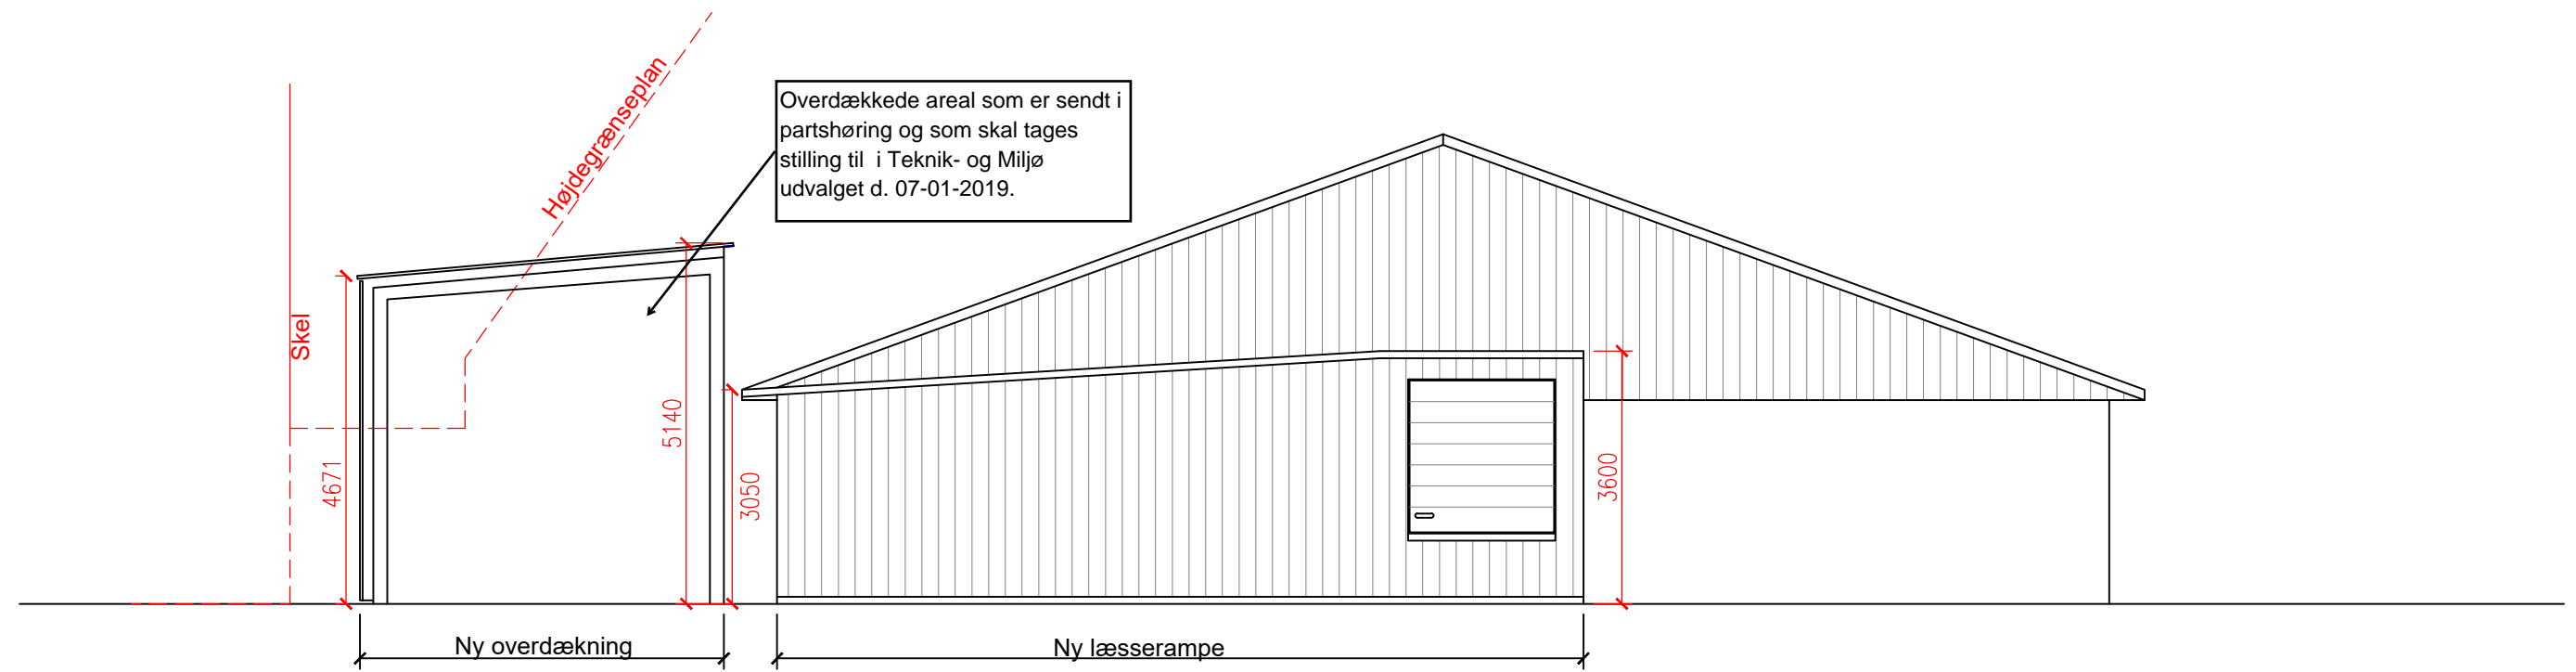 Højdegrænseplan
Overdækkede areal som er sendt i
partshøring og som skal tages
stilling til  i Teknik- og Miljø
udvalget d. 07-01-2019.
Skel
4671
5140
3050
3600
Ny overdækning
Ny læsserampe